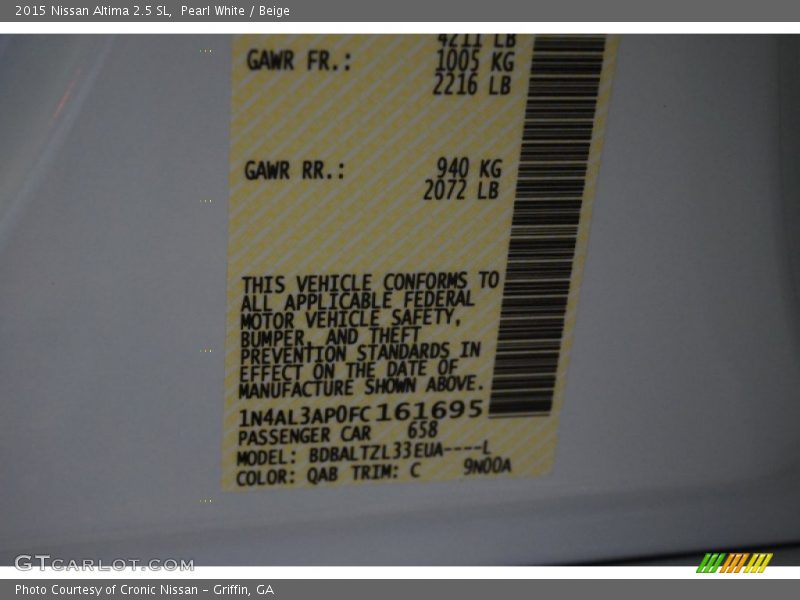 2015 Nissan Altima 2.5 SL,  Pearl White / Beige
4211 LB
GAWR FR.: 1005 KG
2216 LB
GAWR RR.: 940 KG
2072 LB
THIS VEHICLE CONFORMS TO
ALL APPLICABLE FEDERAL
MOTOR VEHICLE SAFETY,
BUMPER, AND THEFT
PREVENTION STANDARDS IN
EFFECT ON THE DATE OF
MANUFACTURE SHOWN ABOVE.
1N4AL3AP0FC161695
PASSENGER CAR 658
MODEL: BDBALTZL33EUA----L
COLOR: QAB TRIM: C 9N00A
GTCARLOT.COM
Photo Courtesy of Cronic Nissan – Griffin, GA